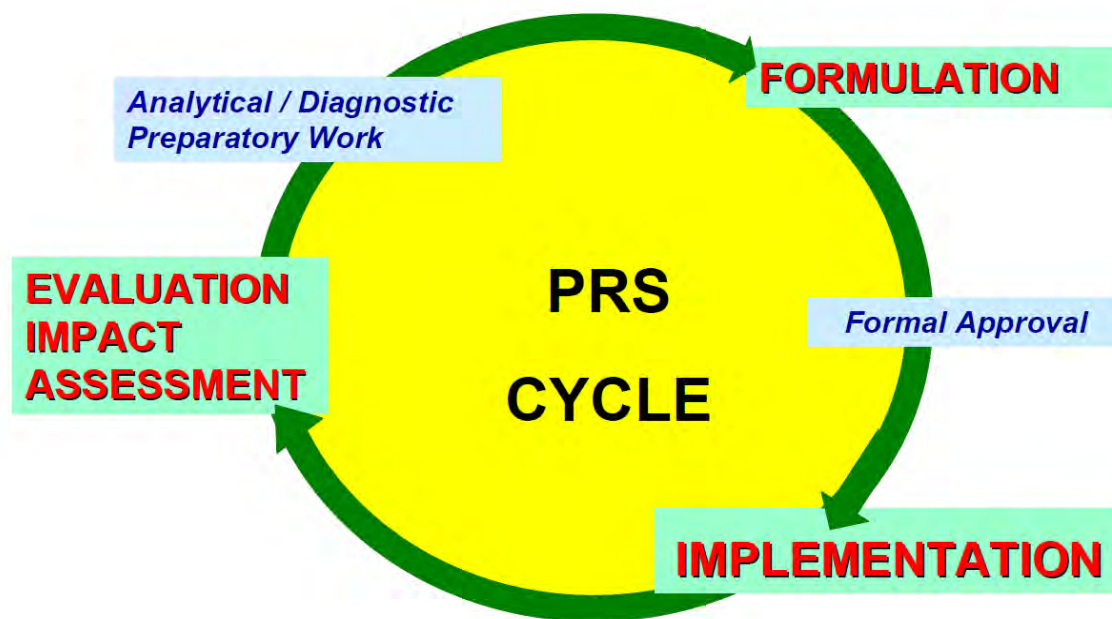 Analytical / Diagnostic
Preparatory Work
FORMULATION
EVALUATION
IMPACT
ASSESSMENT
PRS
CYCLE
Formal Approval
IMPLEMENTATION